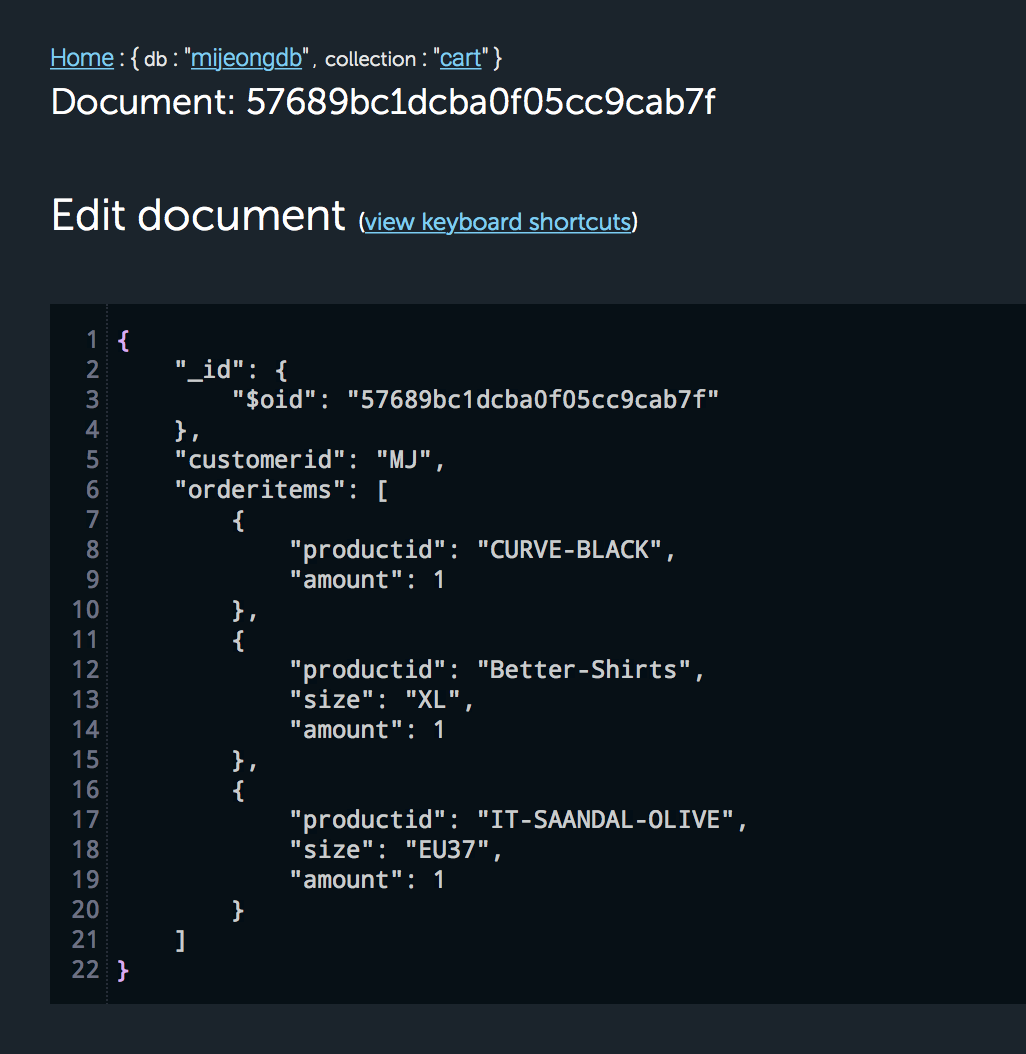 Home : { db : "mijeongdb", collection : "cart" }
Document: 57689bc1dcba0f05cc9cab7f
Edit document (view keyboard shortcuts)
1 {
2     "_id": {
3         "$oid": "57689bc1dcba0f05cc9cab7f"
4     },
5     "customerid": "MJ",
6     "orderitems": [
7         {
8             "productid": "CURVE-BLACK",
9             "amount": 1
10         },
11         {
12             "productid": "Better-Shirts",
13             "size": "XL",
14             "amount": 1
15         },
16         {
17             "productid": "IT-SAANDAL-OLIVE",
18             "size": "EU37",
19             "amount": 1
20         }
21     ]
22 }